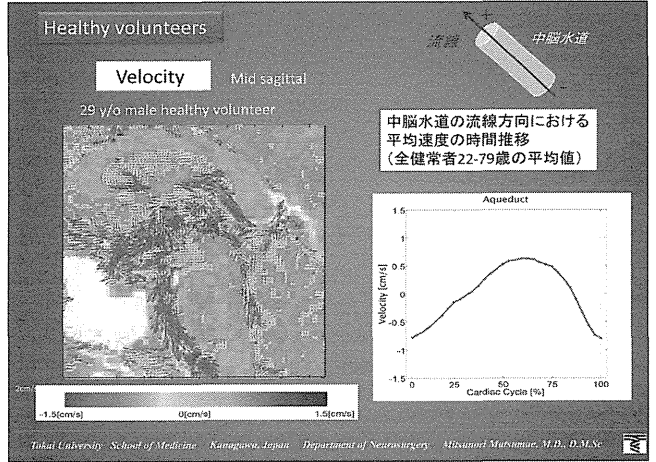 Healthy volunteers
流線
+
中脳水道
-
Velocity
Mid sagittal
29 y/o male healthy volunteer
中脳水道の流線方向における
平均速度の時間推移
(全健常者22-79歳の平均値)
Aqueduct
Velocity [cm/s]
1.5
1
0.5
0
-0.5
-1
-1.5
0 25 50 75 100
Cardiac Cycle [%]
2cm/s
-1.5[cm/s] 0[cm/s] 1.5[cm/s]
Tokai University School of Medicine Kanagawa, Japan Department of Neurosurgery Mitsunori Matsumae, M.D., D.M.Sc